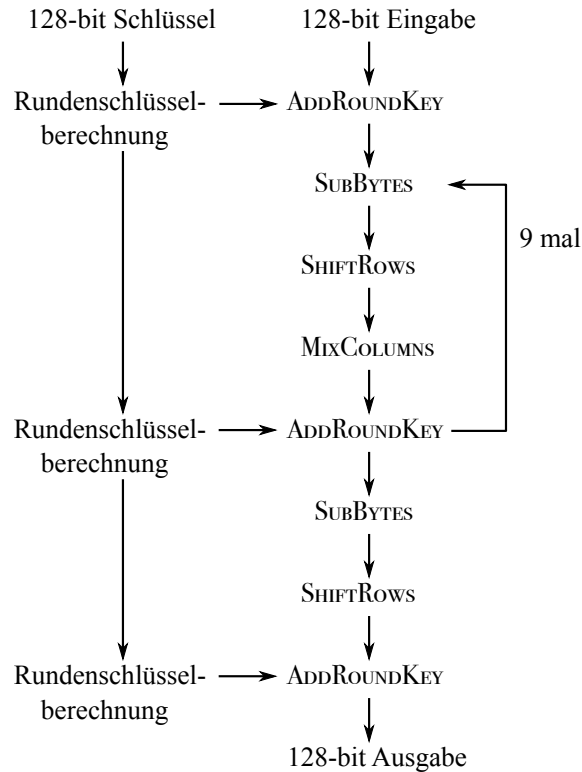 128-bit Schlüssel
128-bit Eingabe
Rundenschlüssel-
berechnung
AddRoundKey
SubBytes
9 mal
ShiftRows
MixColumns
Rundenschlüssel-
berechnung
AddRoundKey
SubBytes
ShiftRows
Rundenschlüssel-
berechnung
AddRoundKey
128-bit Ausgabe